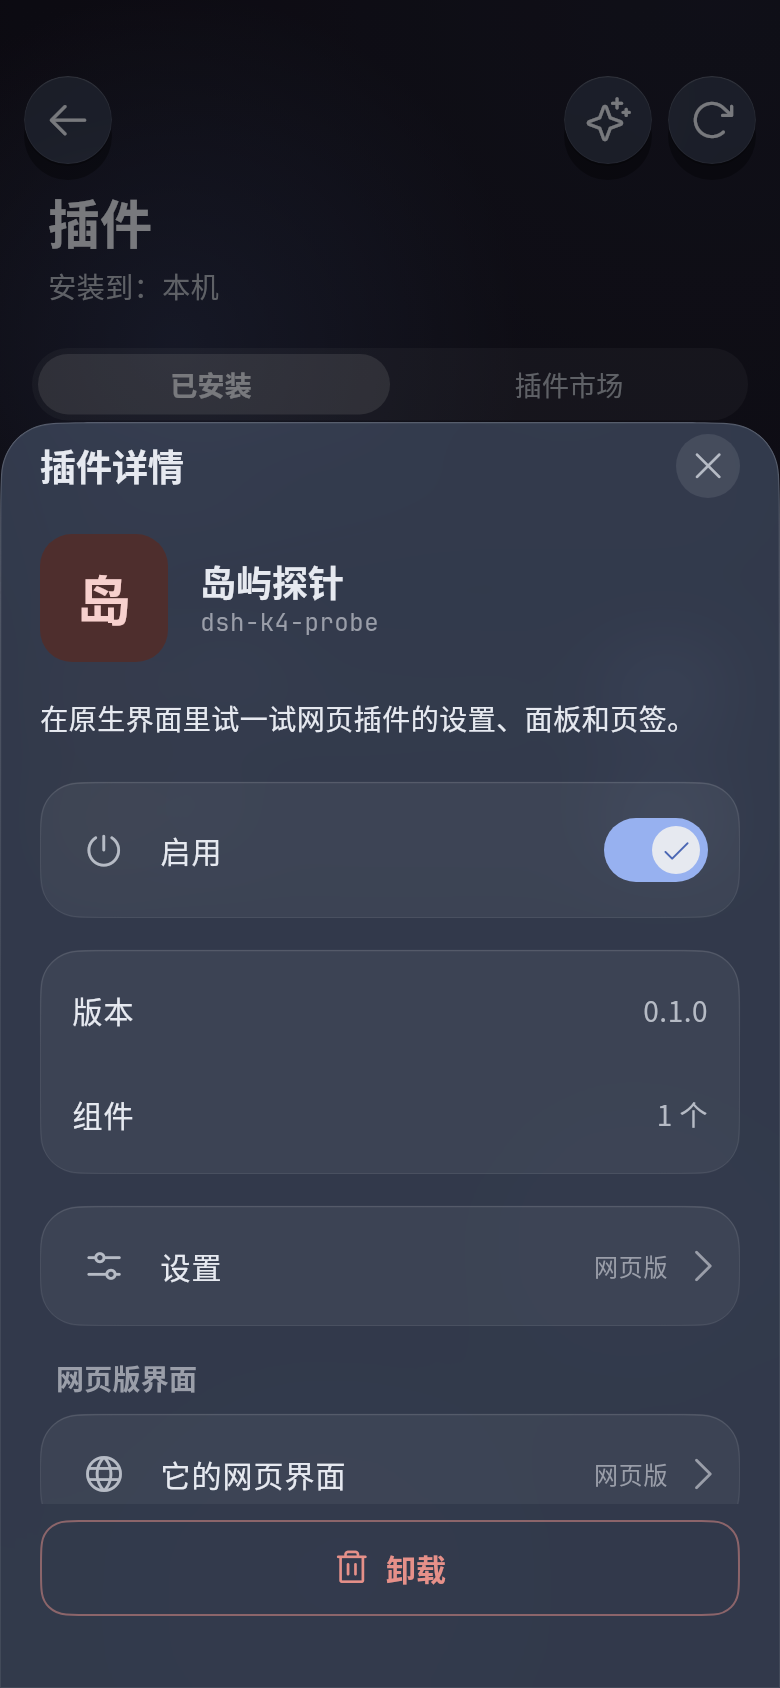 插件
安装到：本机
已安装
插件市场
插件详情
岛
岛屿探针
dsh-k4-probe
在原生界面里试一试网页插件的设置、面板和页签。
启用
版本
0.1.0
组件
1 个
设置
网页版
网页版界面
它的网页界面
网页版
卸载